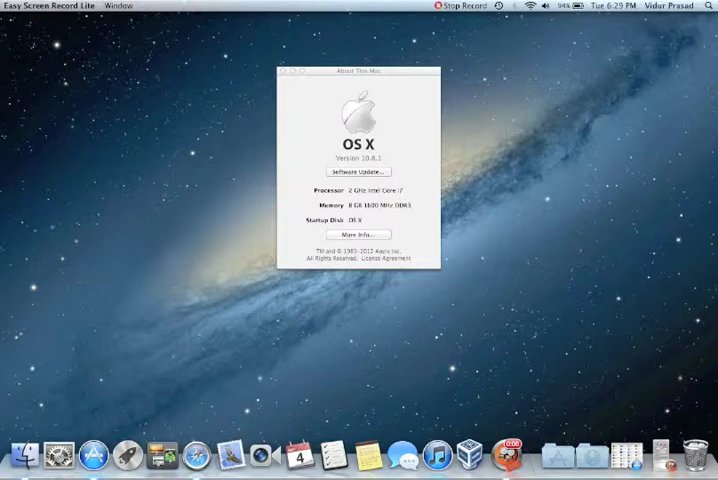 Easy Screen Record Lite Window Stop Record 94% Tue 6:29 PM Vidur Prasad
About This Mac
OS X
Version 10.8.1
Software Update...
Processor 2 GHz Intel Core i7
Memory 8 GB 1600 MHz DDR3
Startup Disk OS X
More Info...
TM and © 1983-2012 Apple Inc.
All Rights Reserved. License Agreement
4
0:06